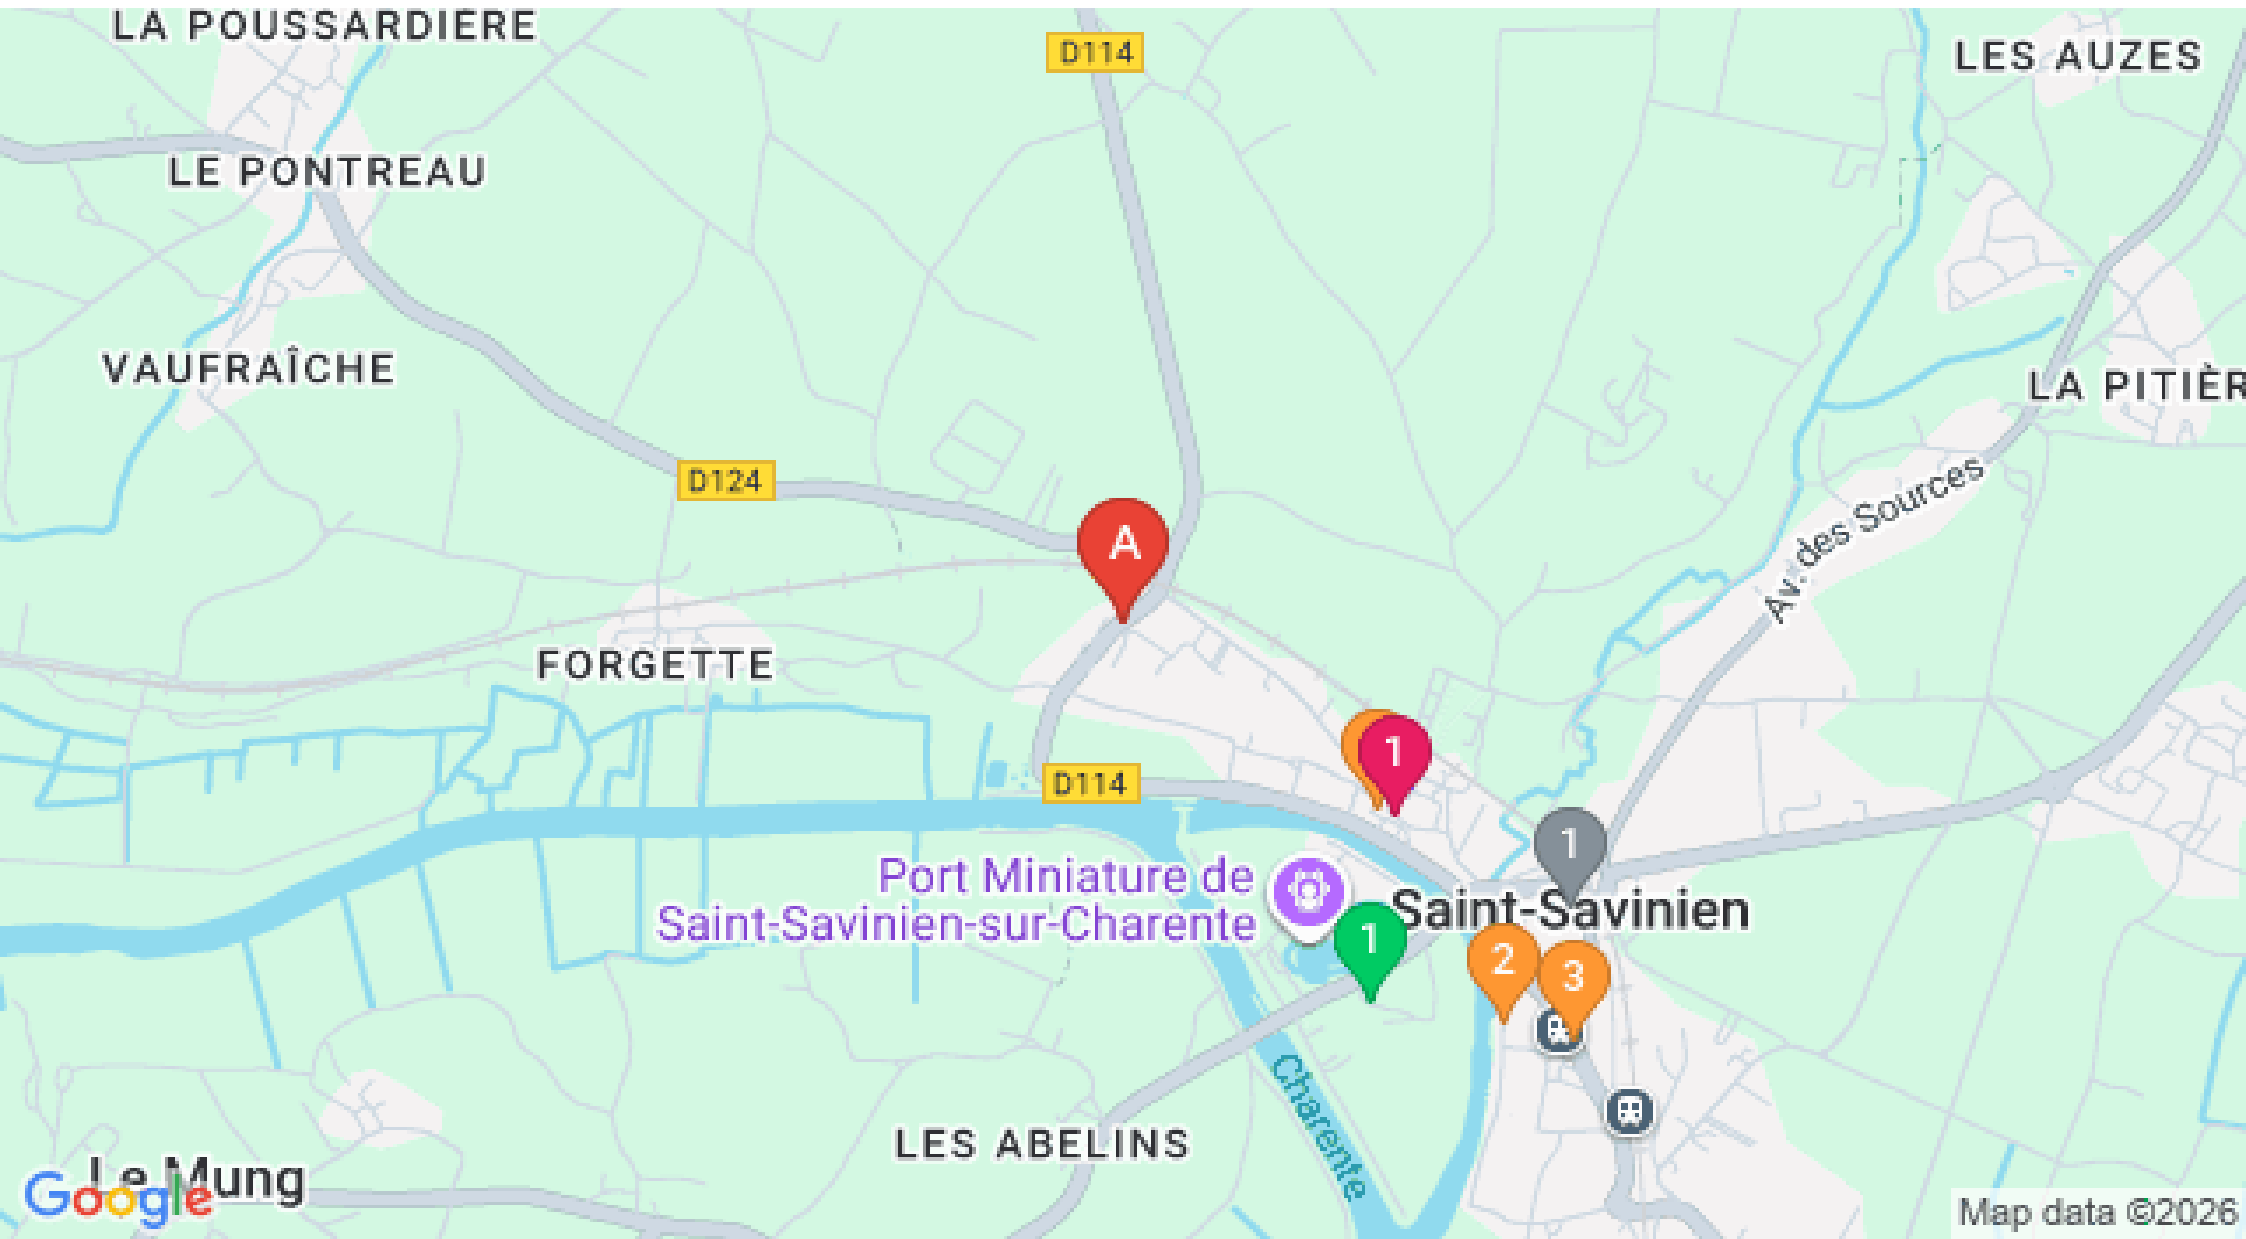 LA POUSSARDIÈRE
D114
LES AUZES
LE PONTREAU
VAUFRAÎCHE
LA PITIÈR
D124
A
Av. des Sources
FORGETTE
1
D114
1
Port Miniature de
Saint-Savinien-sur-Charente
Saint-Savinien
1
2
3
Charente
LES ABELINS
Le Mung
Google
Map data ©2026